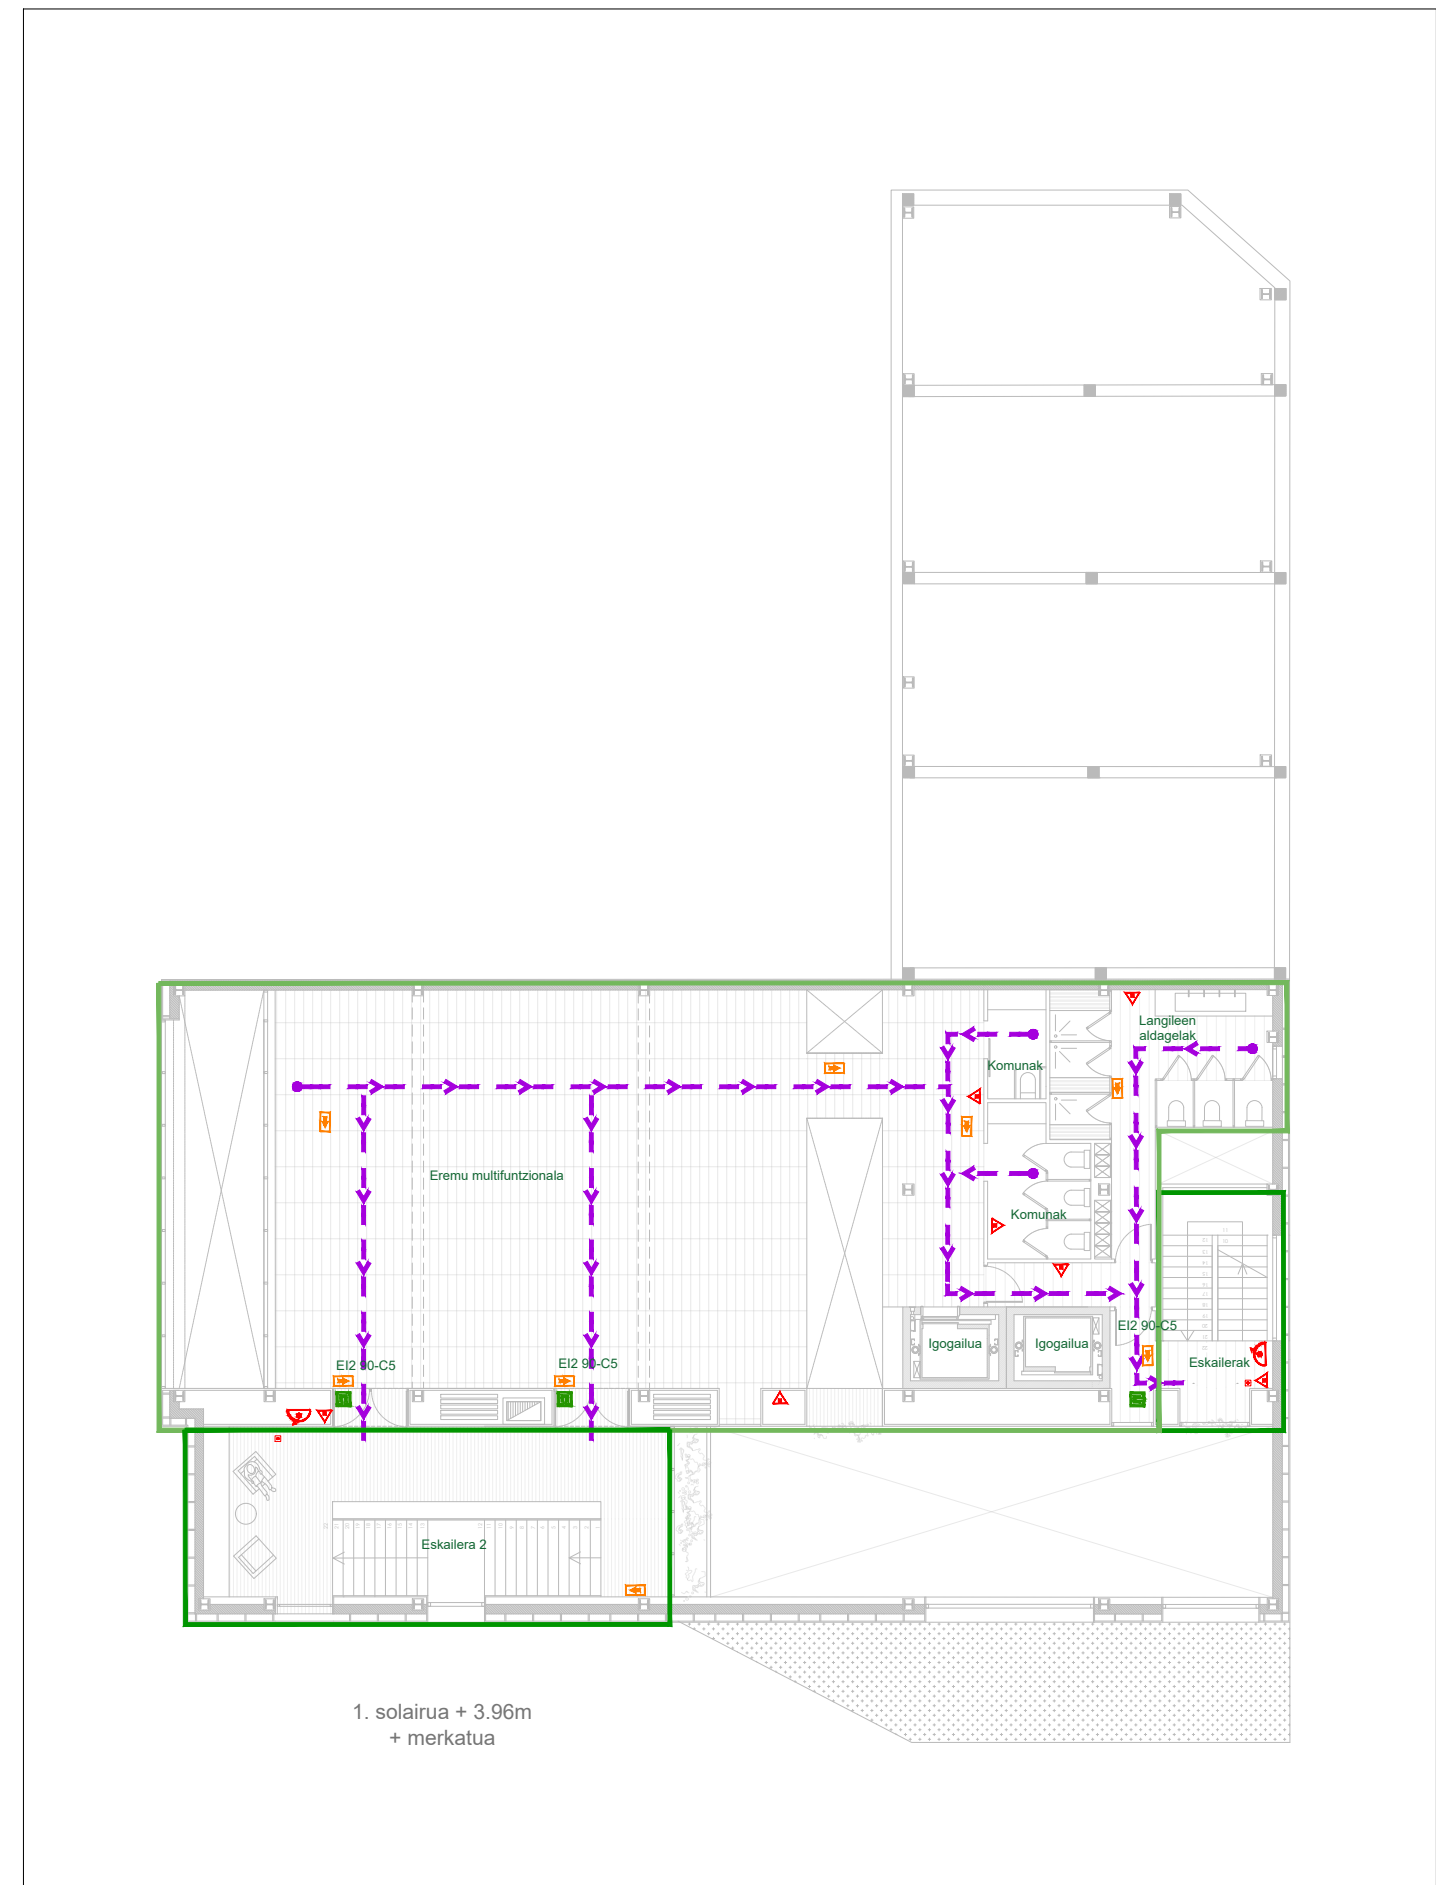 Langileen
aldagelak
Komunak
Eremu multifuntzionala
Komunak
EI2 90-C5
Igogailua
Igogailua
Eskailerak
EI2 90-C5
EI2 90-C5
Eskailera 2
1. solairua + 3.96m
+ merkatua